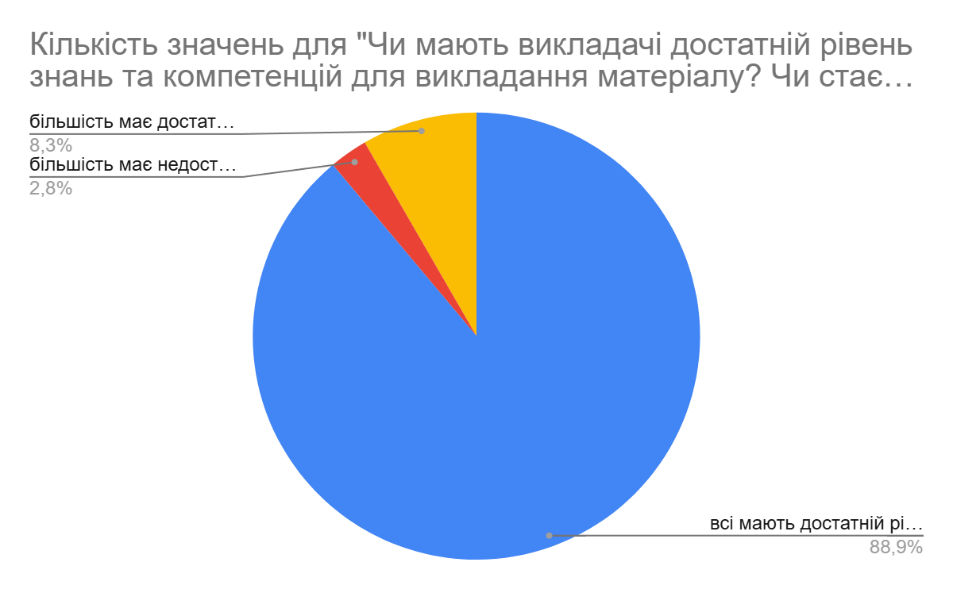 Кількість значень для "Чи мають викладачі достатній рівень
знань та компетенцій для викладання матеріалу? Чи стає…
більшість має достат…
8,3%
більшість має недост…
2,8%
всі мають достатній рі…
88,9%